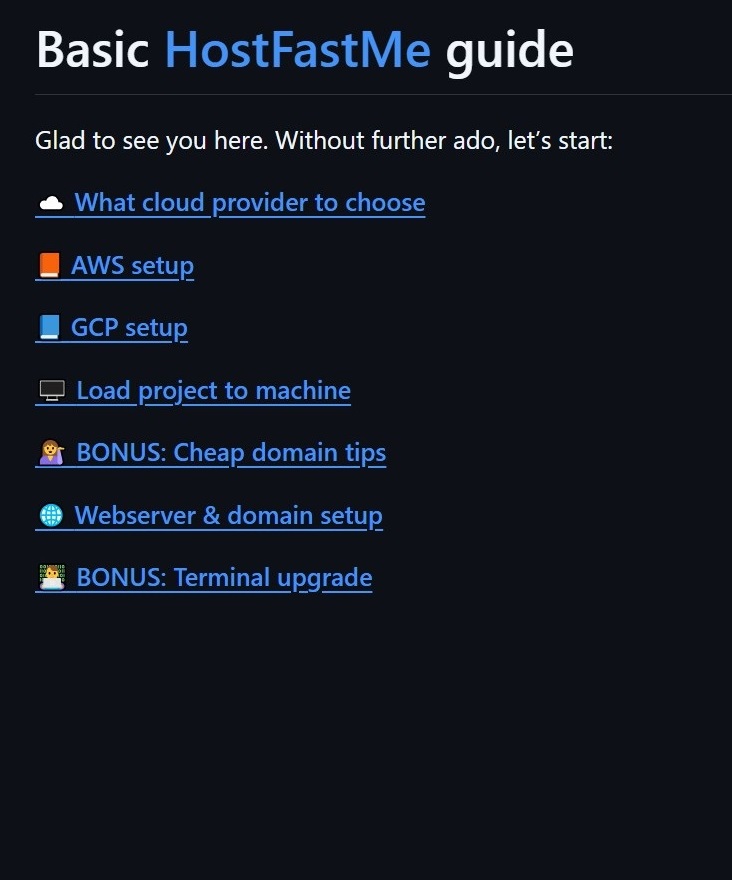 Basic HostFastMe guide
Glad to see you here. Without further ado, let’s start:
What cloud provider to choose
AWS setup
GCP setup
Load project to machine
BONUS: Cheap domain tips
Webserver & domain setup
BONUS: Terminal upgrade